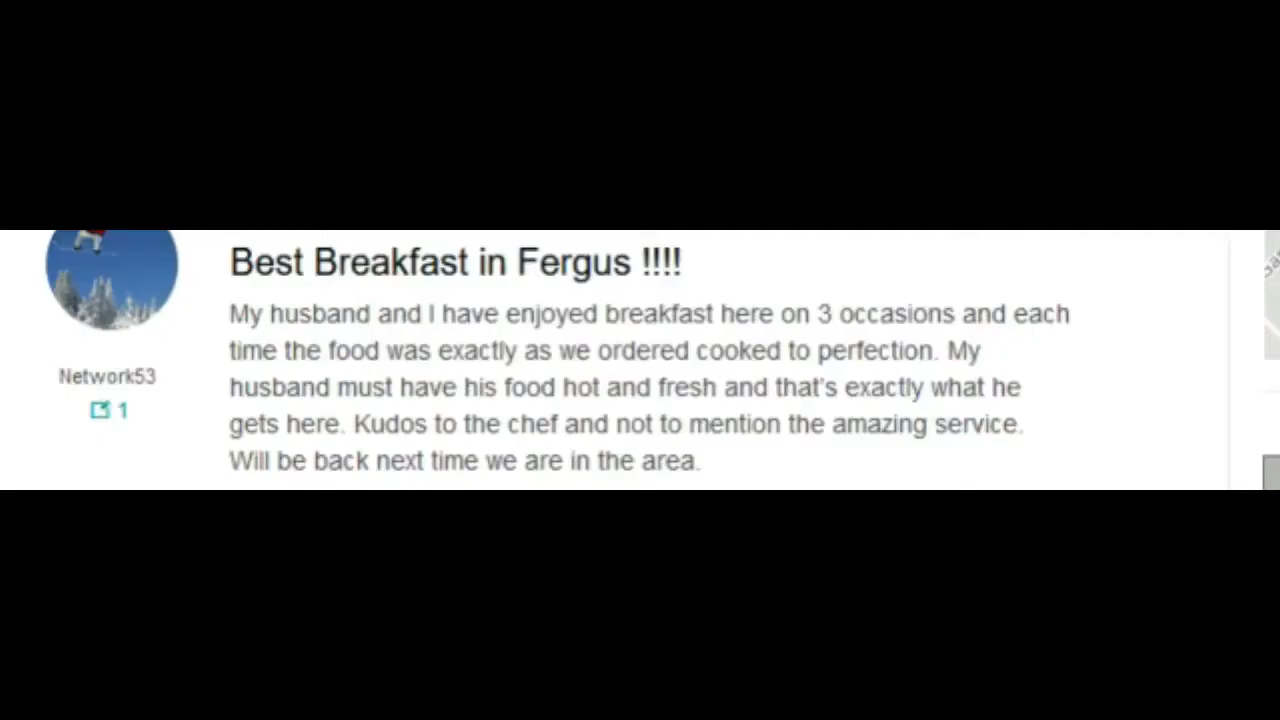 Best Breakfast in Fergus !!!!
My husband and I have enjoyed breakfast here on 3 occasions and each
time the food was exactly as we ordered cooked to perfection. My
husband must have his food hot and fresh and that's exactly what he
gets here. Kudos to the chef and not to mention the amazing service.
Will be back next time we are in the area.
Network53
1